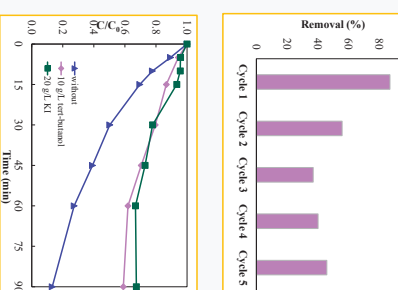 C/C0
0.0
0.2
0.4
0.6
0.8
1.0
0
15
30
45
60
75
90
Time (min)
without
10 g/L tert-butanol
20 g/L KI
Removal (%)
0
20
40
60
80
Cycle 1
Cycle 2
Cycle 3
Cycle 4
Cycle 5